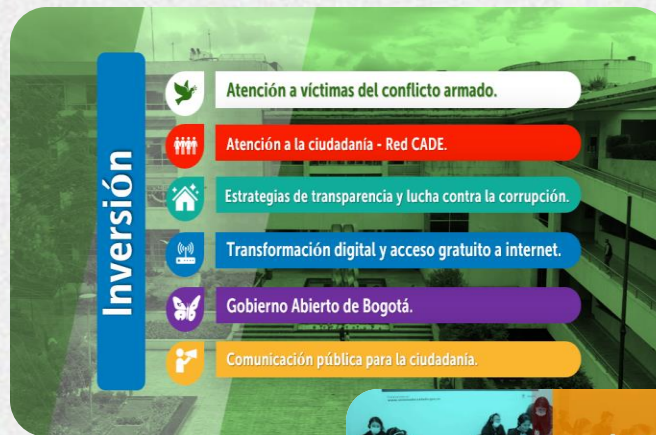 Inversión
Atención a víctimas del conflicto armado.
Atención a la ciudadanía - Red CADE.
Estrategias de transparencia y lucha contra la corrupción.
Transformación digital y acceso gratuito a internet.
Gobierno Abierto de Bogotá.
Comunicación pública para la ciudadanía.